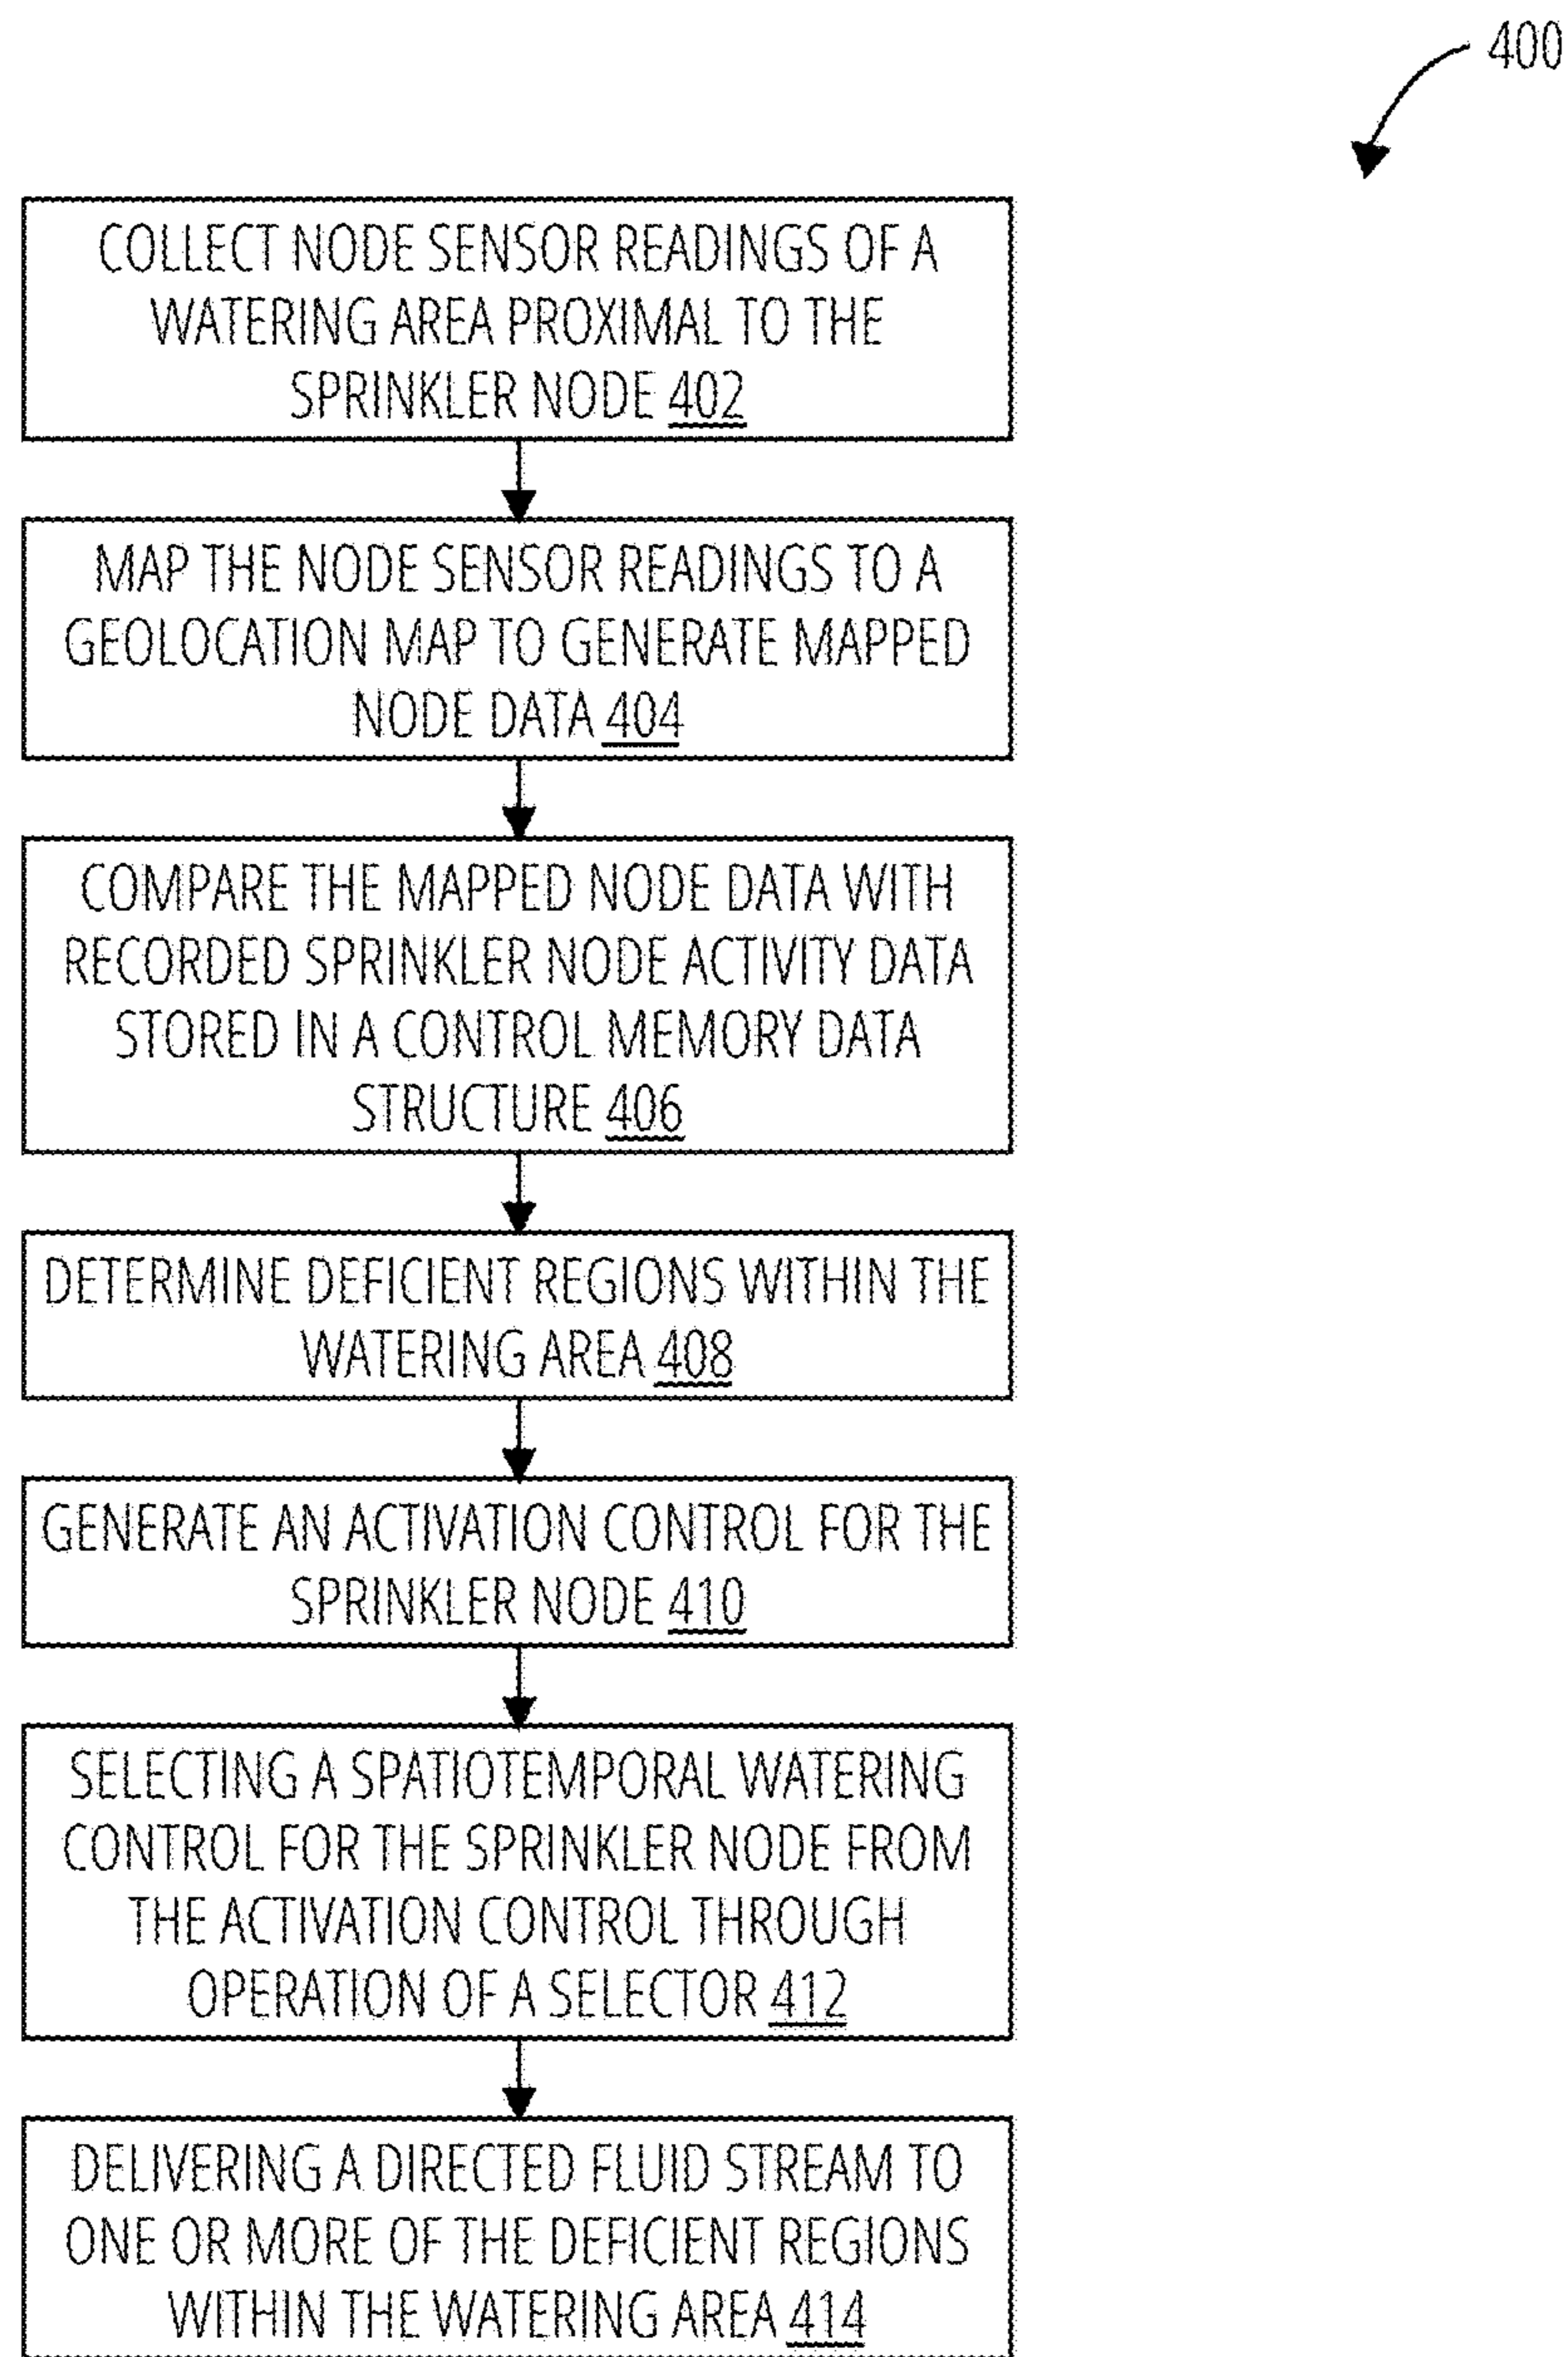 400
COLLECT NODE SENSOR READINGS OF A
WATERING AREA PROXIMAL TO THE
SPRINKLER NODE 402
MAP THE NODE SENSOR READINGS TO A
GEOLOCATION MAP TO GENERATE MAPPED
NODE DATA 404
COMPARE THE MAPPED NODE DATA WITH
RECORDED SPRINKLER NODE ACTIVITY DATA
STORED IN A CONTROL MEMORY DATA
STRUCTURE 406
DETERMINE DEFICIENT REGIONS WITHIN THE
WATERING AREA 408
GENERATE AN ACTIVATION CONTROL FOR THE
SPRINKLER NODE 410
SELECTING A SPATIOTEMPORAL WATERING
CONTROL FOR THE SPRINKLER NODE FROM
THE ACTIVATION CONTROL THROUGH
OPERATION OF A SELECTOR 412
DELIVERING A DIRECTED FLUID STREAM TO
ONE OR MORE OF THE DEFICIENT REGIONS
WITHIN THE WATERING AREA 414